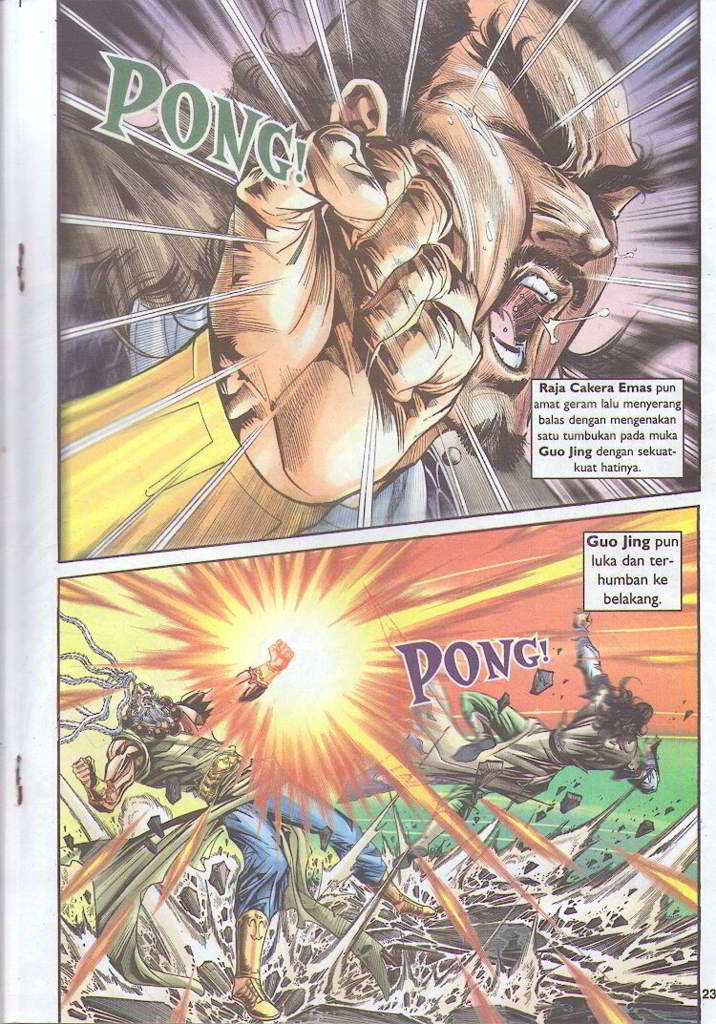 PONG!
Raja Cakera Emas pun
amat geram lalu menyerang
balas dengan mengenakan
satu tumbukan pada muka
Guo Jing dengan sekuat-
kuat hatinya.
Guo Jing pun
luka dan ter-
humban ke
belakang.
PONG!
23